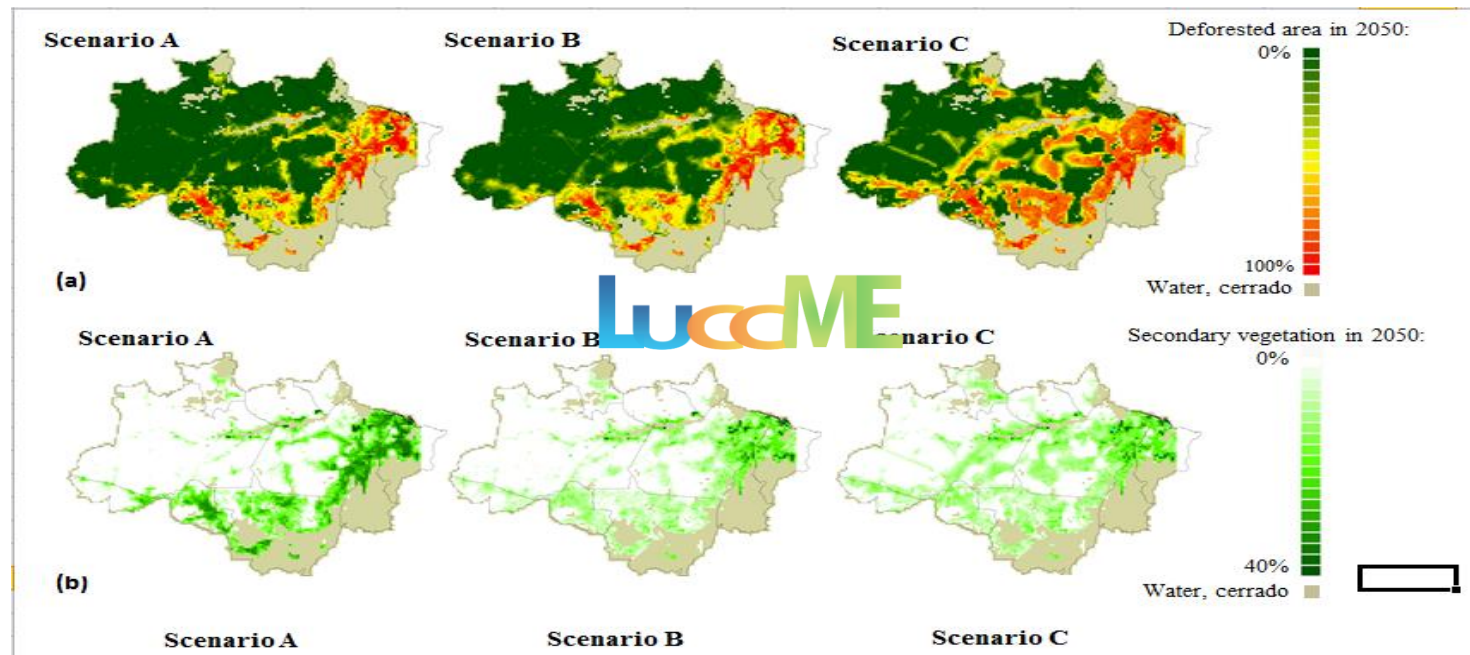 Scenario A
Scenario B
Scenario C
Deforested area in 2050:
0%
100%
Water, cerrado
(a)
LuccME
Scenario A
Scenario B
Scenario C
Secondary vegetation in 2050:
0%
40%
Water, cerrado
(b)
Scenario A
Scenario B
Scenario C